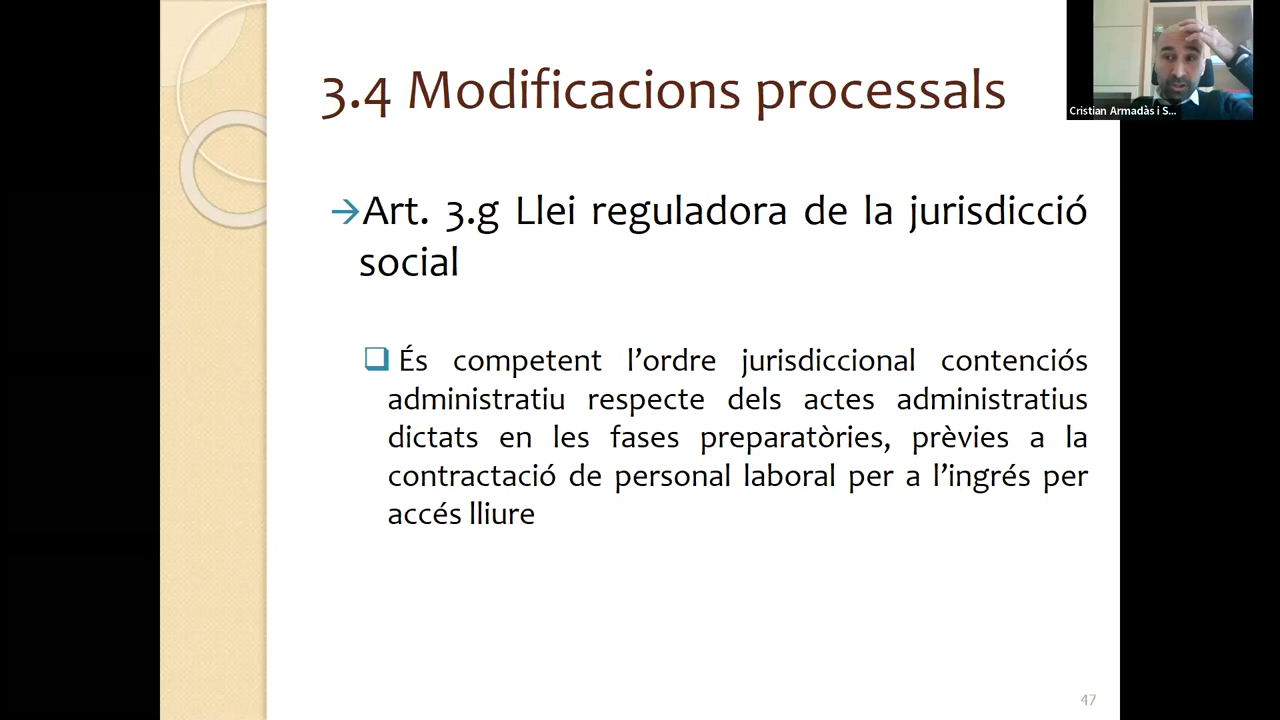 3.4 Modificacions processals
Cristian Armadàs i S...
Art. 3.g Llei reguladora de la jurisdicció
social
És competent l’ordre jurisdiccional contenciós
administratiu respecte dels actes administratius
dictats en les fases preparatòries, prèvies a la
contractació de personal laboral per a l’ingrés per
accés lliure
47